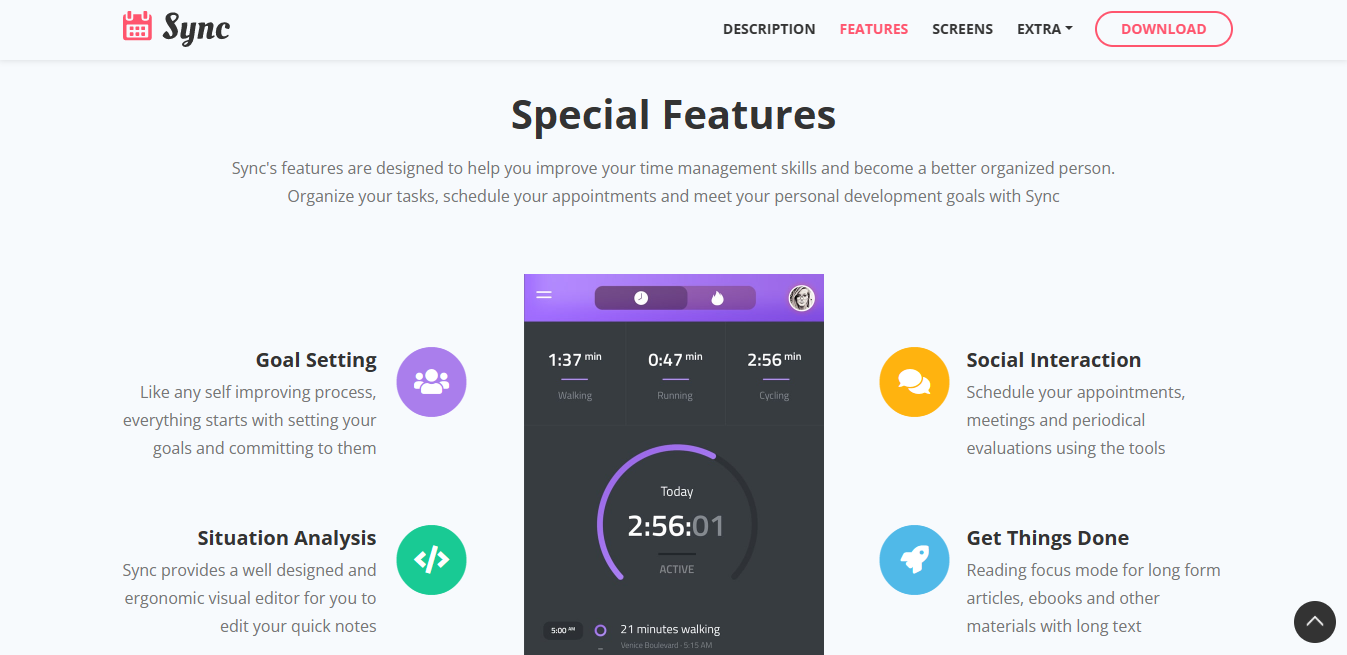 Sync
DESCRIPTION
FEATURES
SCREENS
EXTRA
DOWNLOAD
Special Features
Sync's features are designed to help you improve your time management skills and become a better organized person.
Organize your tasks, schedule your appointments and meet your personal development goals with Sync
Goal Setting
Like any self improving process,
everything starts with setting your
goals and committing to them
Situation Analysis
Sync provides a well designed and
ergonomic visual editor for you to
edit your quick notes
1:37 min
0:47 min
2:56 min
Walking
Running
Cycling
Today
2:56:01
ACTIVE
5:00 AM
21 minutes walking
Venice Boulevard - 5:15 AM
Social Interaction
Schedule your appointments,
meetings and periodical
evaluations using the tools
Get Things Done
Reading focus mode for long form
articles, ebooks and other
materials with long text